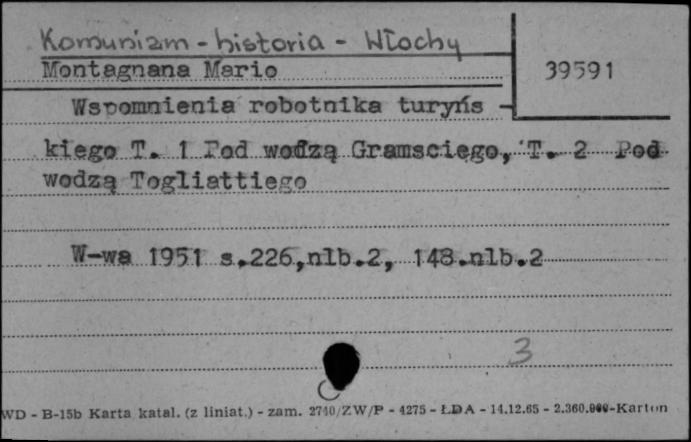 Komunizm - historia - Włochy
Montagnana Mario
39591
Wspomnienia robotnika turyńs -
kiego T. 1 Pod wodzą Gramsciego, T. 2 Pod
wodzą Togliattiego
W-wa 1951 s.226,nlb.2, 148.nlb.2
3
WD - B-15b Karta katal. (z liniat.) - zam. 2740/ZW/P - 4275 - ŁDA - 14.12.65 - 2.360.000-Karton